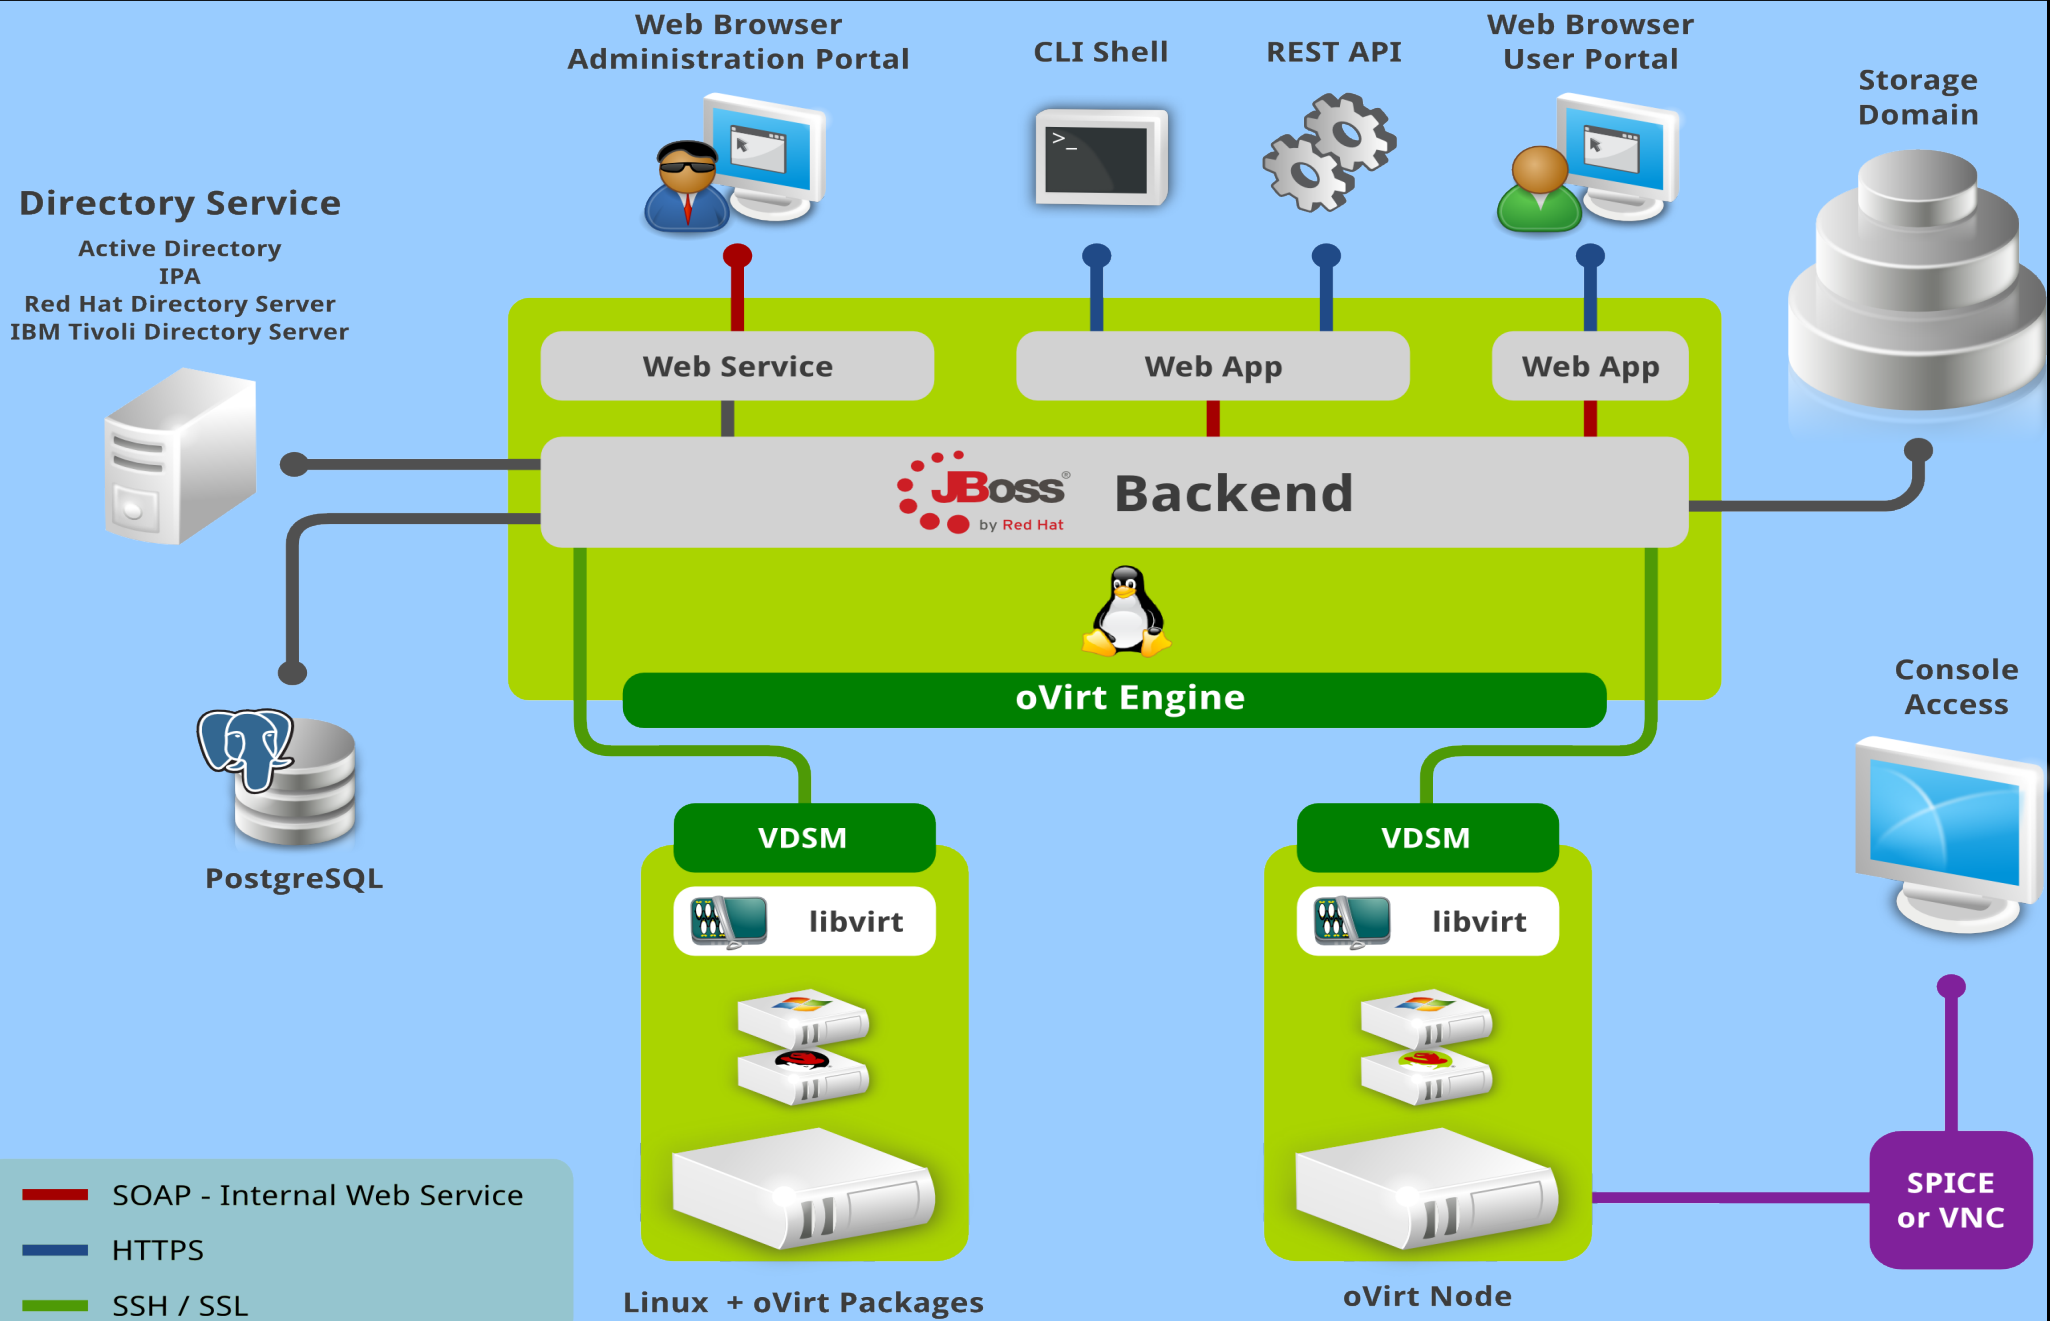 Web Browser
Administration Portal
CLI Shell
REST API
Web Browser
User Portal
Storage
Domain
Directory Service
Active Directory
IPA
Red Hat Directory Server
IBM Tivoli Directory Server
>_
Web Service
Web App
Web App
JBoss®
by Red Hat
Backend
oVirt Engine
Console
Access
PostgreSQL
VDSM
libvirt
VDSM
libvirt
SPICE
or VNC
SOAP - Internal Web Service
HTTPS
SSH / SSL
Linux + oVirt Packages
oVirt Node